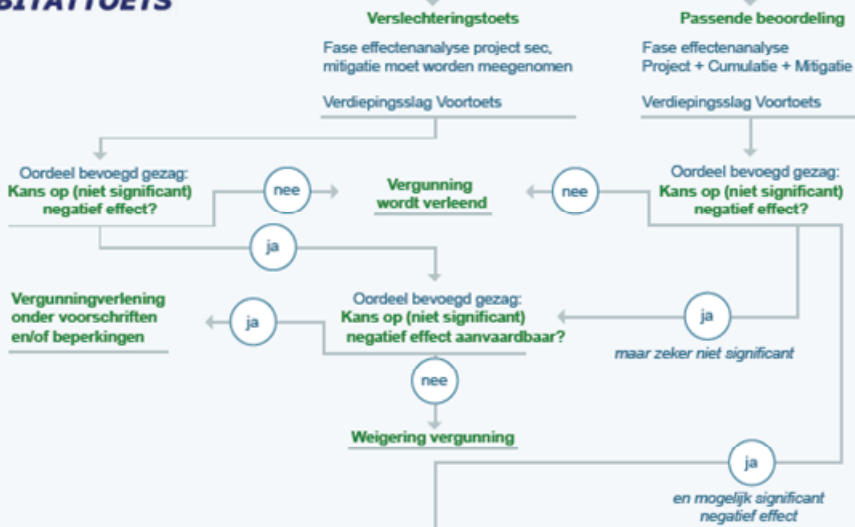 BITATTOETS
Verslechteringstoets
Fase effectenanalyse project sec,
mitigatie moet worden meegenomen
Verdiepingsslag Voortoets
Passende beoordeling
Fase effectenanalyse
Project + Cumulatie + Mitigatie
Verdiepingsslag Voortoets
Oordeel bevoegd gezag:
Kans op (niet significant)
negatief effect?
nee
Vergunning
wordt verleend
nee
Oordeel bevoegd gezag:
Kans op (niet significant)
negatief effect?
ja
Vergunningverlening
onder voorschriften
en/of beperkingen
ja
Oordeel bevoegd gezag:
Kans op (niet significant)
negatief effect aanvaardbaar?
ja
maar zeker niet significant
nee
Weigering vergunning
ja
en mogelijk significant
negatief effect